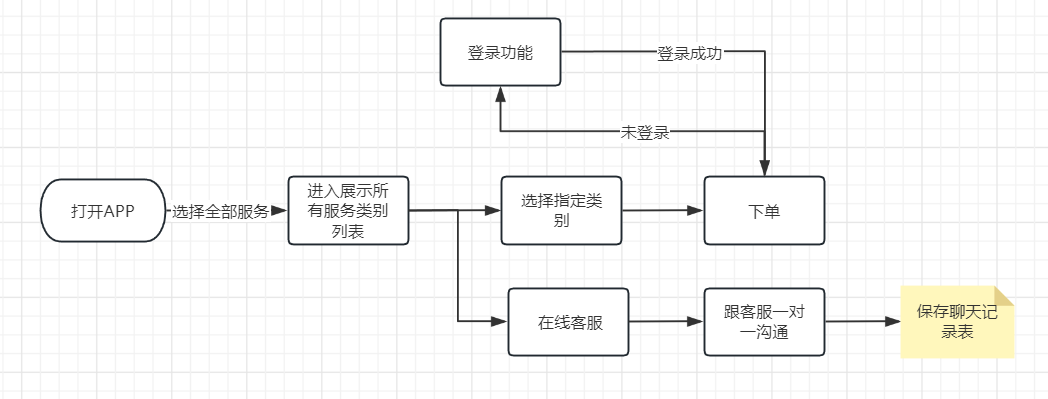 登录功能
登录成功
未登录
打开APP
选择全部服务
进入展示所
有服务类别
列表
选择指定类
别
下单
在线客服
跟客服一对
一沟通
保存聊天记
录表